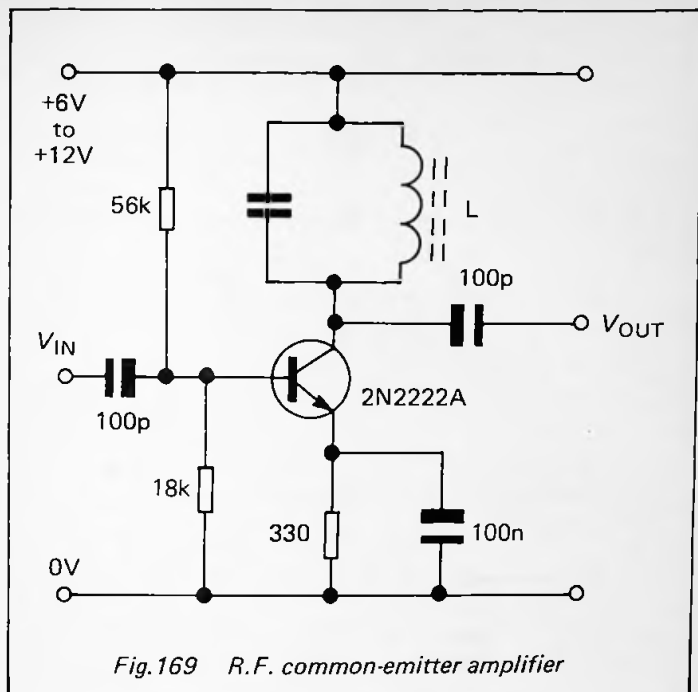 +6V
to
+12V
56k
L
100p
V_IN
V_OUT
100p
2N2222A
18k
330
100n
0V
Fig.169 R.F. common-emitter amplifier